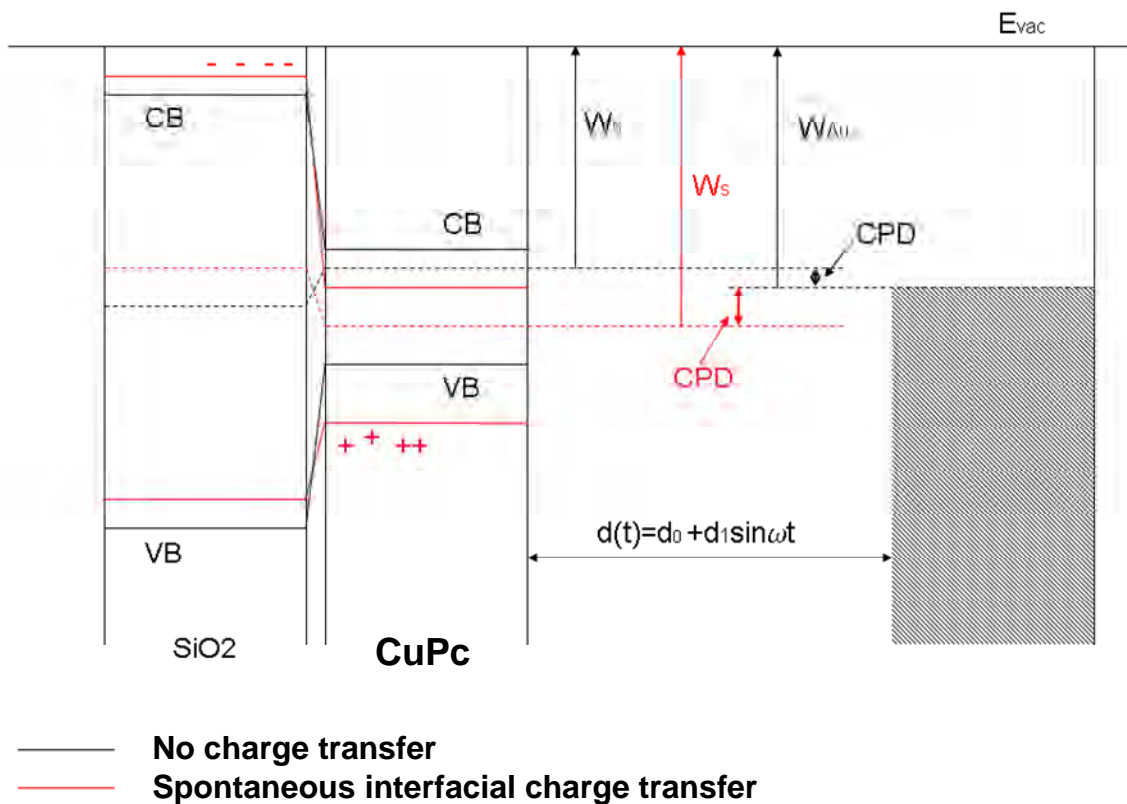 Evac
- - - -
CB
W
WAu
Ws
CB
CPD
CPD
VB
+ + ++
d(t)=d0+d1sinωt
VB
SiO2
CuPc
No charge transfer
Spontaneous interfacial charge transfer